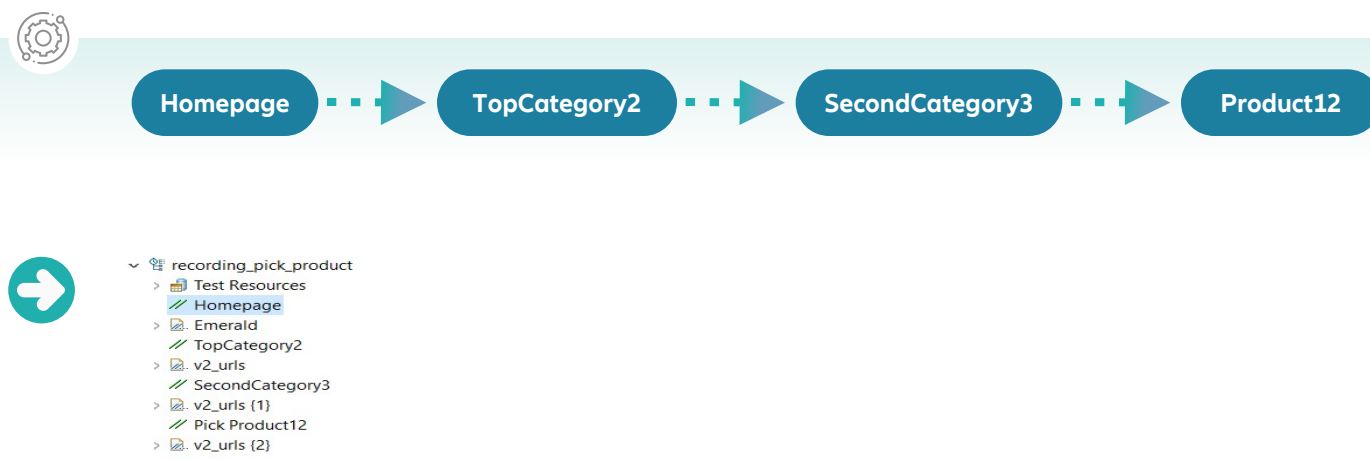 Homepage
TopCategory2
SecondCategory3
Product12
recording_pick_product
Test Resources
Homepage
Emerald
TopCategory2
v2_urls
SecondCategory3
v2_urls {1}
Pick Product12
v2_urls {2}